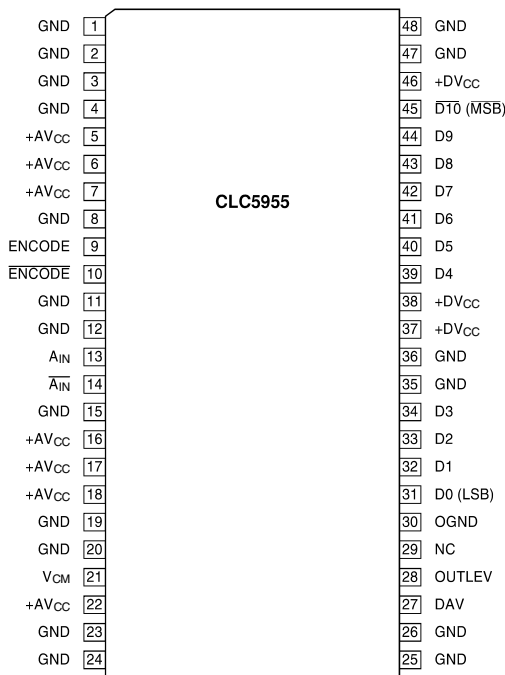 GND 1 48 GND
GND 2 47 GND
GND 3 46 +DVCC
GND 4 45 D̅1̅0̅ (M̅S̅B̅)
+AVCC 5 44 D9
+AVCC 6 43 D8
+AVCC 7 42 D7
CLC5955
GND 8 41 D6
ENCODE 9 40 D5
E̅N̅C̅O̅D̅E̅ 10 39 D4
GND 11 38 +DVCC
GND 12 37 +DVCC
AIN 13 36 GND
A̅I̅N̅ 14 35 GND
GND 15 34 D3
+AVCC 16 33 D2
+AVCC 17 32 D1
+AVCC 18 31 D0 (LSB)
GND 19 30 OGND
GND 20 29 NC
VCM 21 28 OUTLEV
+AVCC 22 27 DAV
GND 23 26 GND
GND 24 25 GND